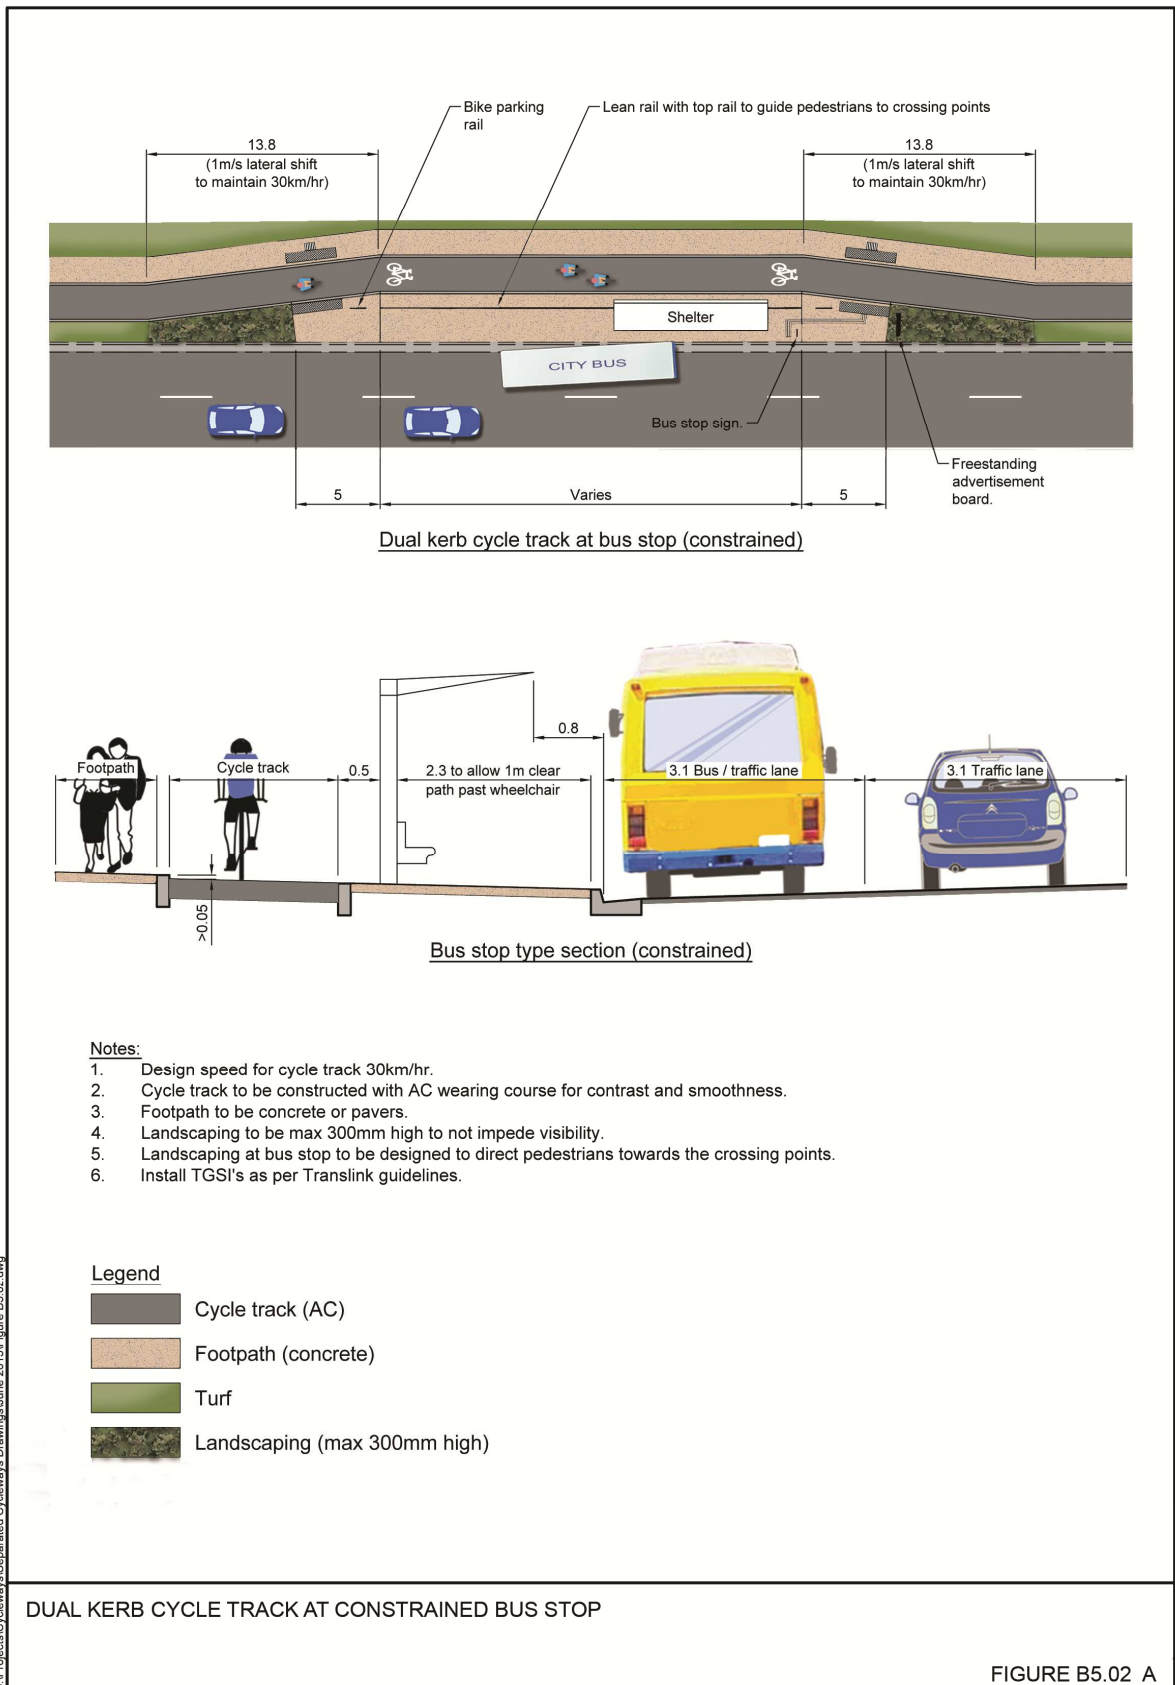 Bike parking
rail
Lean rail with top rail to guide pedestrians to crossing points
13.8
(1m/s lateral shift
to maintain 30km/hr)
13.8
(1m/s lateral shift
to maintain 30km/hr)
Shelter
CITY BUS
Bus stop sign.
Freestanding
advertisement
board.
5
Varies
5
Dual kerb cycle track at bus stop (constrained)
0.8
Footpath
Cycle track
0.5
2.3 to allow 1m clear
path past wheelchair
3.1 Bus / traffic lane
3.1 Traffic lane
>0.05
Bus stop type section (constrained)
Notes:
1. Design speed for cycle track 30km/hr.
2. Cycle track to be constructed with AC wearing course for contrast and smoothness.
3. Footpath to be concrete or pavers.
4. Landscaping to be max 300mm high to not impede visibility.
5. Landscaping at bus stop to be designed to direct pedestrians towards the crossing points.
6. Install TGSI's as per Translink guidelines.
Legend
Cycle track (AC)
Footpath (concrete)
Turf
Landscaping (max 300mm high)
DUAL KERB CYCLE TRACK AT CONSTRAINED BUS STOP
FIGURE B5.02 A